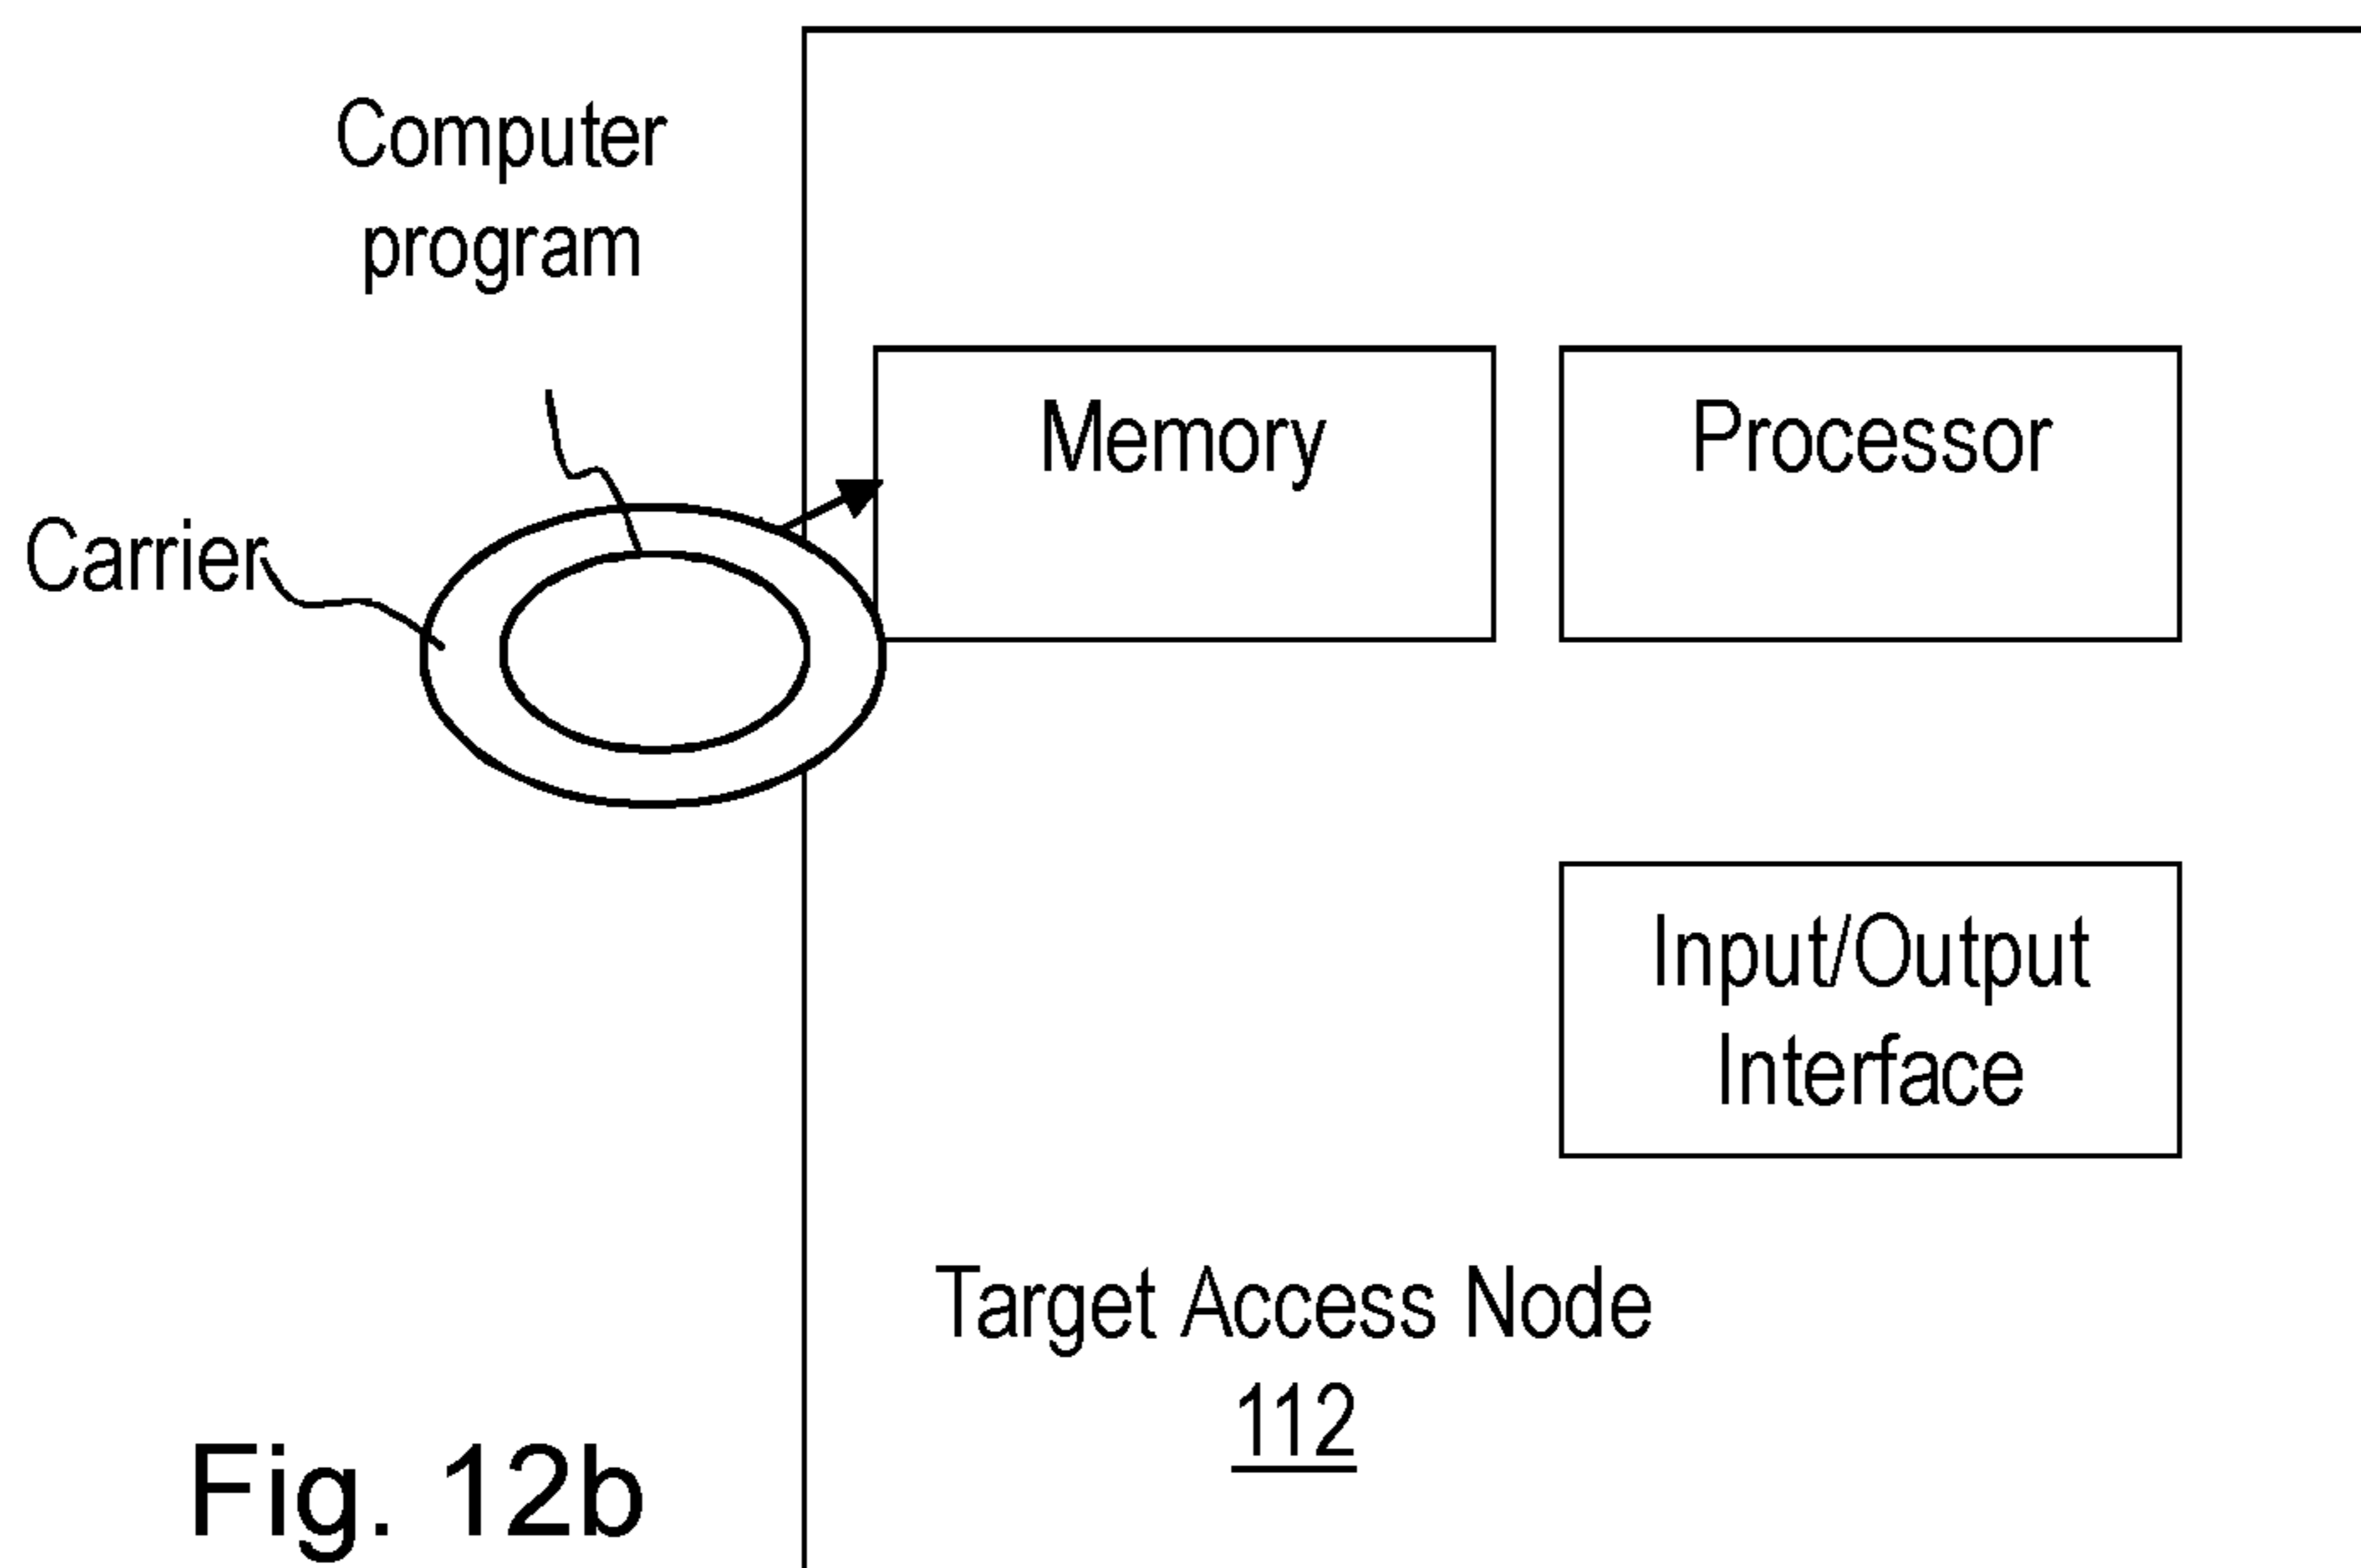 Computer
program
Memory
Processor
Carrier
Input/Output
Interface
Target Access Node
112
Fig. 12b